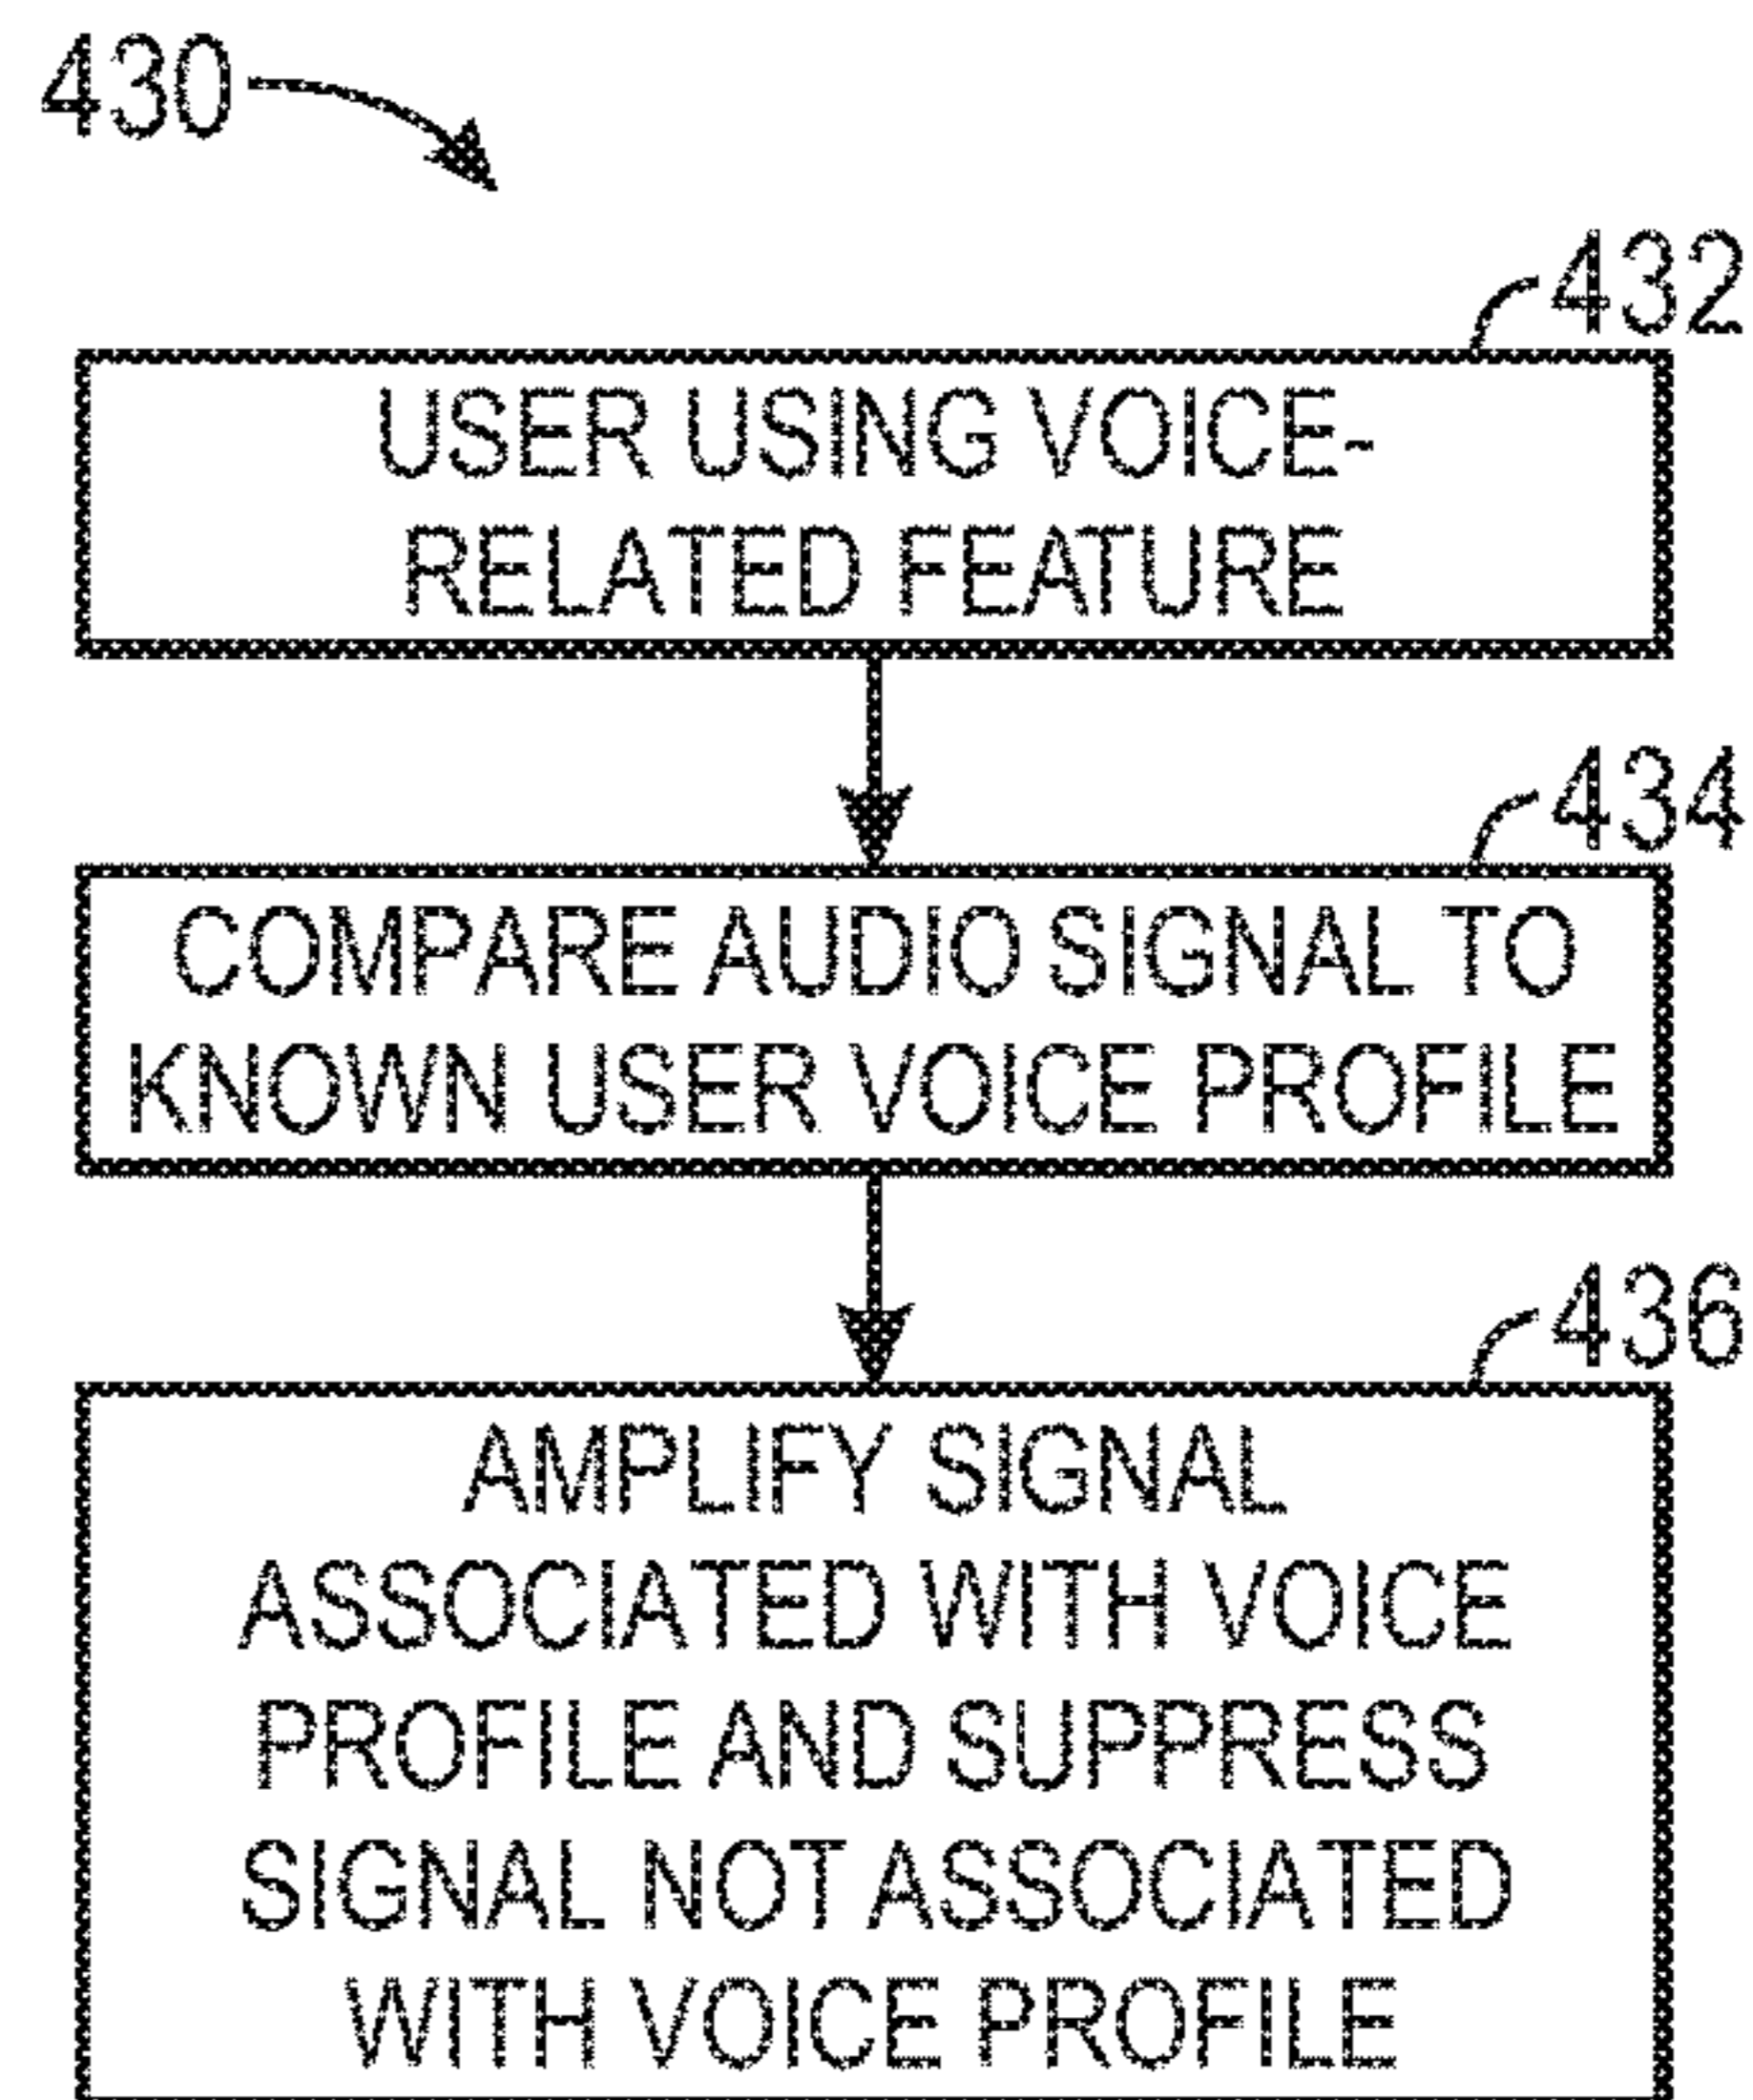 430
432
USER USING VOICE-
RELATED FEATURE
434
COMPARE AUDIO SIGNAL TO
KNOWN USER VOICE PROFILE
436
AMPLIFY SIGNAL
ASSOCIATED WITH VOICE
PROFILE AND SUPPRESS
SIGNAL NOT ASSOCIATED
WITH VOICE PROFILE